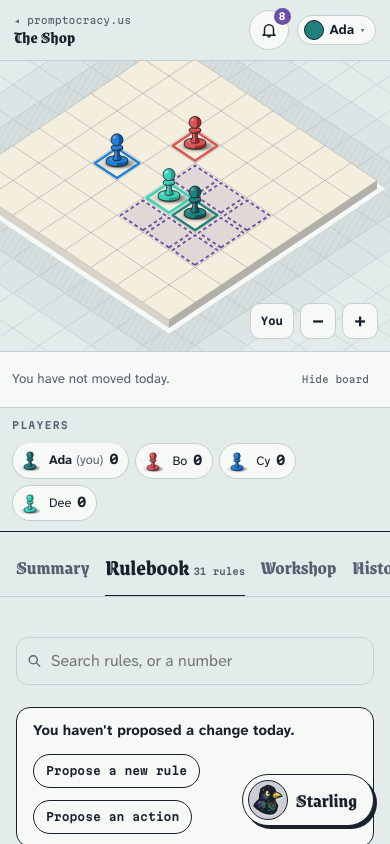 ◂ promptocracy.us
The Shop
8
Ada ▾
You − +
You have not moved today.
Hide board
PLAYERS
Ada (you) 0 Bo 0 Cy 0
Dee 0
Summary Rulebook 31 rules Workshop Histo
Search rules, or a number
You haven't proposed a change today.
Propose a new rule
Starling
Propose an action